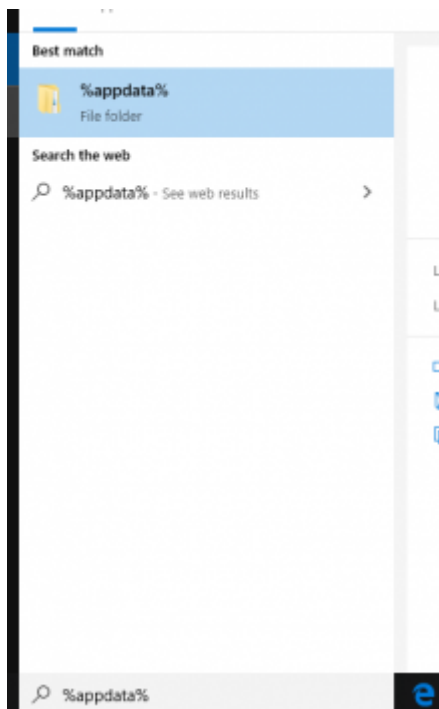 Best match
%appdata%
File folder
Search the web
%appdata% - See web results
%appdata%